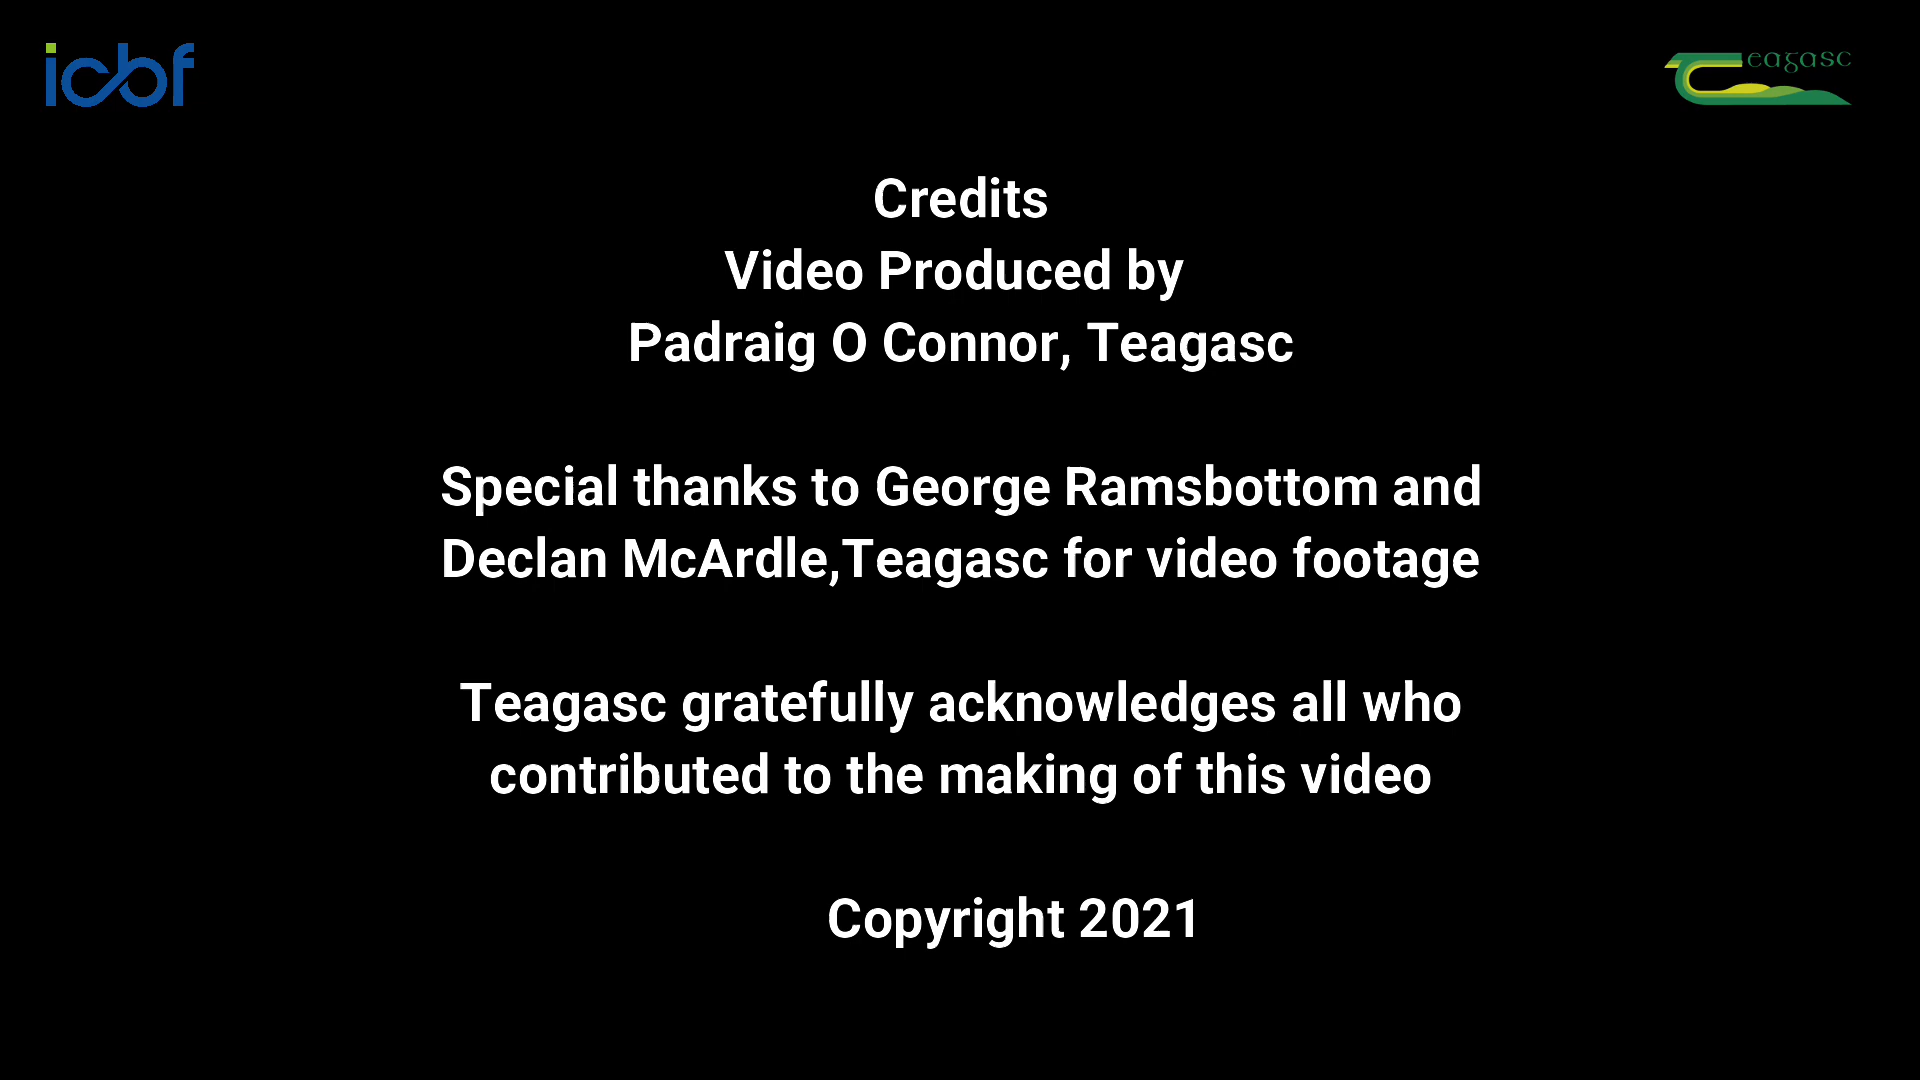 icbf
Teagasc
Credits
Video Produced by
Padraig O Connor, Teagasc
Special thanks to George Ramsbottom and
Declan McArdle,Teagasc for video footage
Teagasc gratefully acknowledges all who
contributed to the making of this video
Copyright 2021